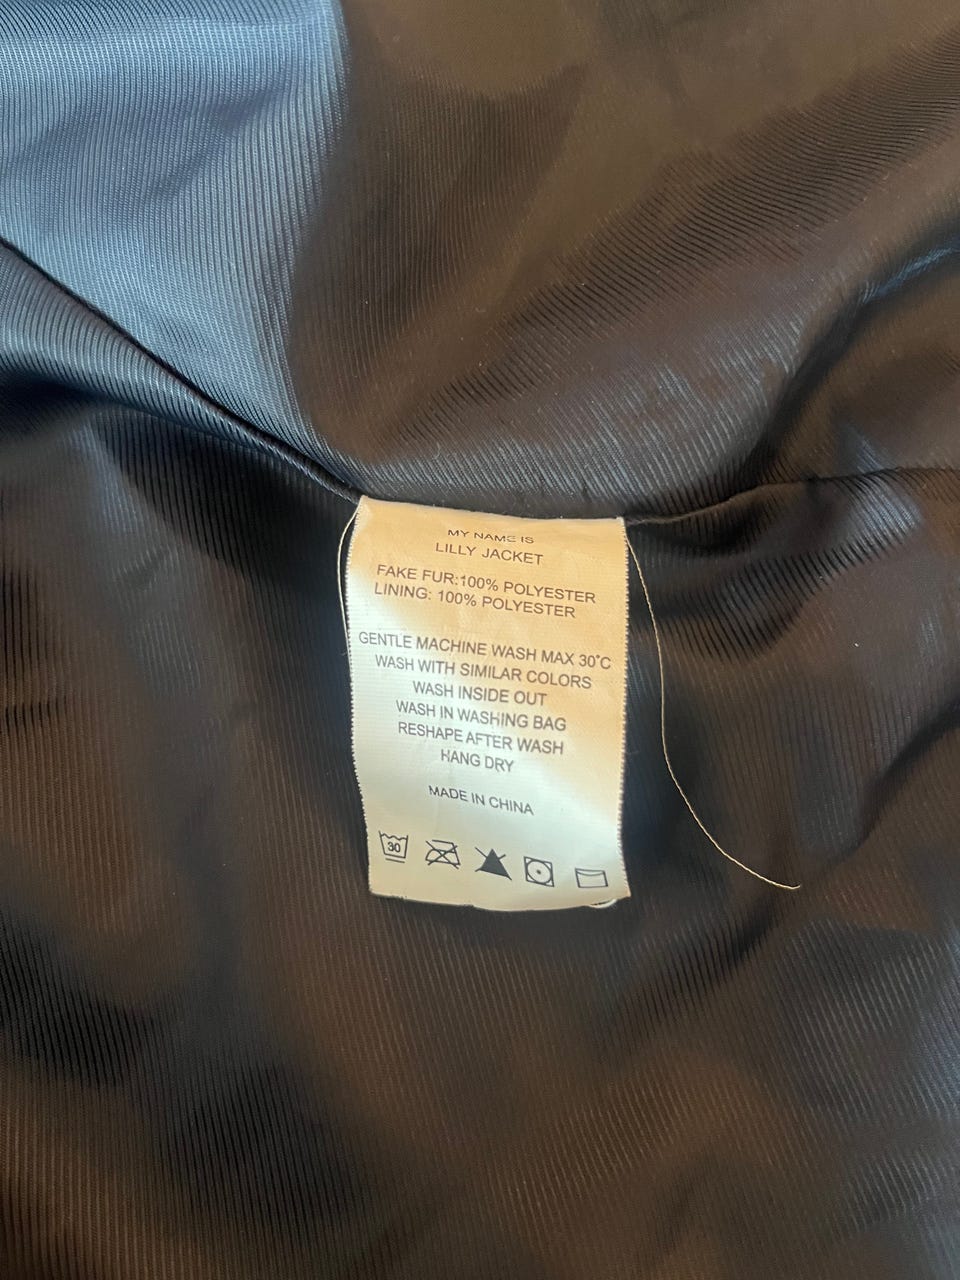 MY NAME IS
LILLY JACKET
FAKE FUR:100% POLYESTER
LINING: 100% POLYESTER
GENTLE MACHINE WASH MAX 30°C
WASH WITH SIMILAR COLORS
WASH INSIDE OUT
WASH IN WASHING BAG
RESHAPE AFTER WASH
HANG DRY
MADE IN CHINA
30